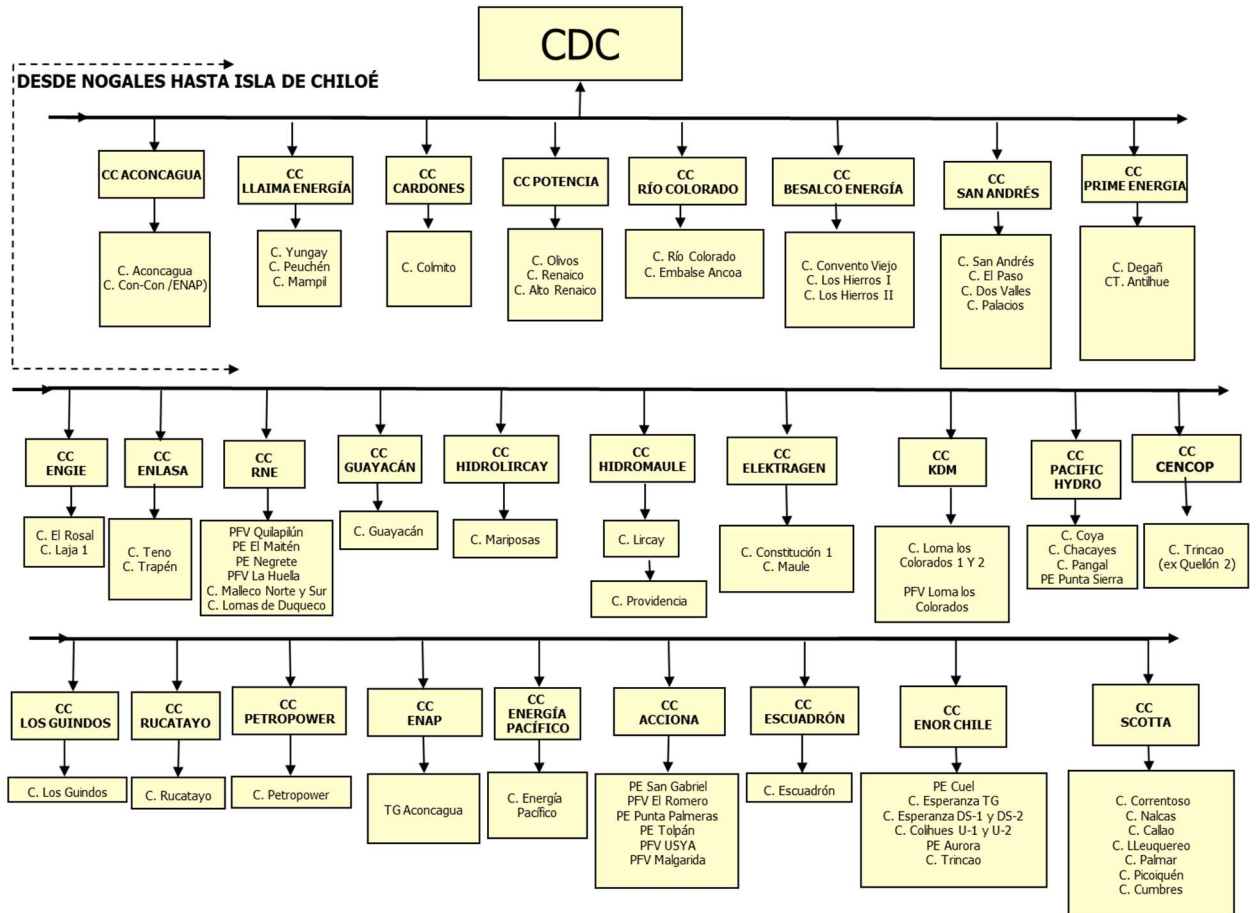 CDC
DESDE NOGALES HASTA ISLA DE CHILOÉ
CC ACONCAGUA
C. Aconcagua
C. Con-Con /ENAP)
CC
LLAIMA ENERGÍA
C. Yungay
C. Peuchén
C. Mampil
CC
CARDONES
C. Colmito
CC POTENCIA
C. Olivos
C. Renaico
C. Alto Renaico
CC
RÍO COLORADO
C. Río Colorado
C. Embalse Ancoa
CC
BESALCO ENERGÍA
C. Convento Viejo
C. Los Hierros I
C. Los Hierros II
CC
SAN ANDRÉS
C. San Andrés
C. El Paso
C. Dos Valles
C. Palacios
CC
PRIME ENERGIA
C. Degañ
CT. Antilhue
CC
ENGIE
C. El Rosal
C. Laja 1
CC
ENLASA
C. Teno
C. Trapén
CC
RNE
PFV Quilapilún
PE El Maitén
PE Negrete
PFV La Huella
C. Malleco Norte y Sur
C. Lomas de Duqueco
CC
GUAYACÁN
C. Guayacán
CC
HIDROLIRCAY
C. Mariposas
CC
HIDROMAULE
C. Lircay
C. Providencia
CC
ELEKTRAGEN
C. Constitución 1
C. Maule
CC
KDM
C. Loma los
Colorados 1 Y 2
PFV Loma los
Colorados
CC
PACIFIC
HYDRO
C. Coya
C. Chacayes
C. Pangal
PE Punta Sierra
CC
CENCOP
C. Trincao
(ex Quellón 2)
CC
LOS GUINDOS
C. Los Guindos
CC
RUCATAYO
C. Rucatayo
CC
PETROPOWER
C. Petropower
CC
ENAP
TG Aconcagua
CC
ENERGÍA
PACÍFICO
C. Energía
Pacífico
CC
ACCIONA
PE San Gabriel
PFV El Romero
PE Punta Palmeras
PE Tolpán
PFV USYA
PFV Malgarida
CC
ESCUADRÓN
C. Escuadrón
CC
ENOR CHILE
PE Cuel
C. Esperanza TG
C. Esperanza DS-1 y DS-2
C. Colihues U-1 y U-2
PE Aurora
C. Trincao
CC
SCOTTA
C. Correntoso
C. Nalcas
C. Callao
C. LLeuquereo
C. Palmar
C. Picoiquén
C. Cumbres